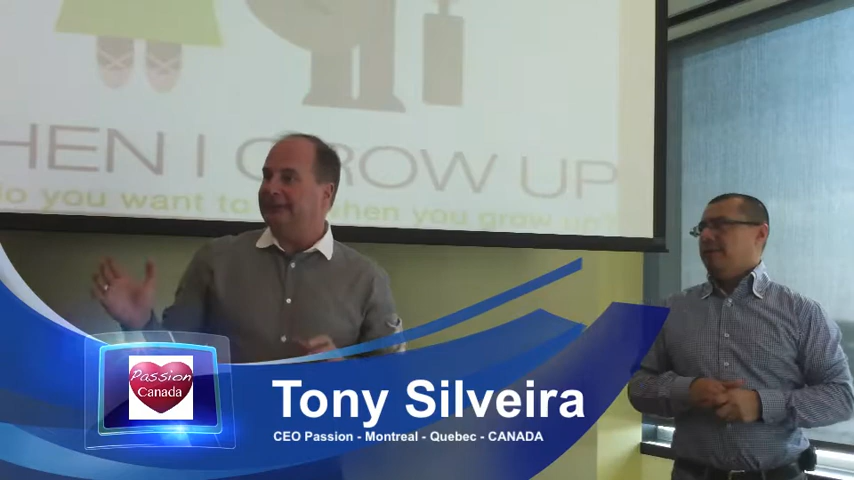 HEN I GROW UP
do you want to when you grow up?
Passion
Canada
Tony Silveira
CEO Passion - Montreal - Quebec - CANADA